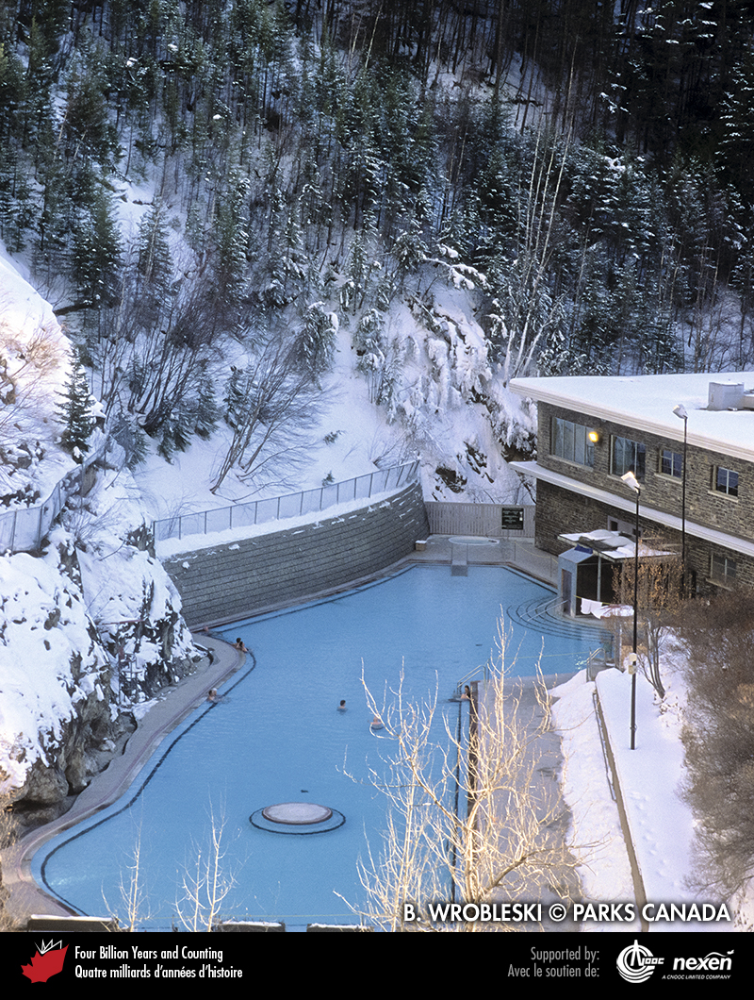 B. WROBLESKI © PARKS CANADA
Four Billion Years and Counting
Quatre milliards d'années d'histoire
Supported by:
Avec le soutien de:
CNOOC
nexen
A CNOOC LIMITED COMPANY